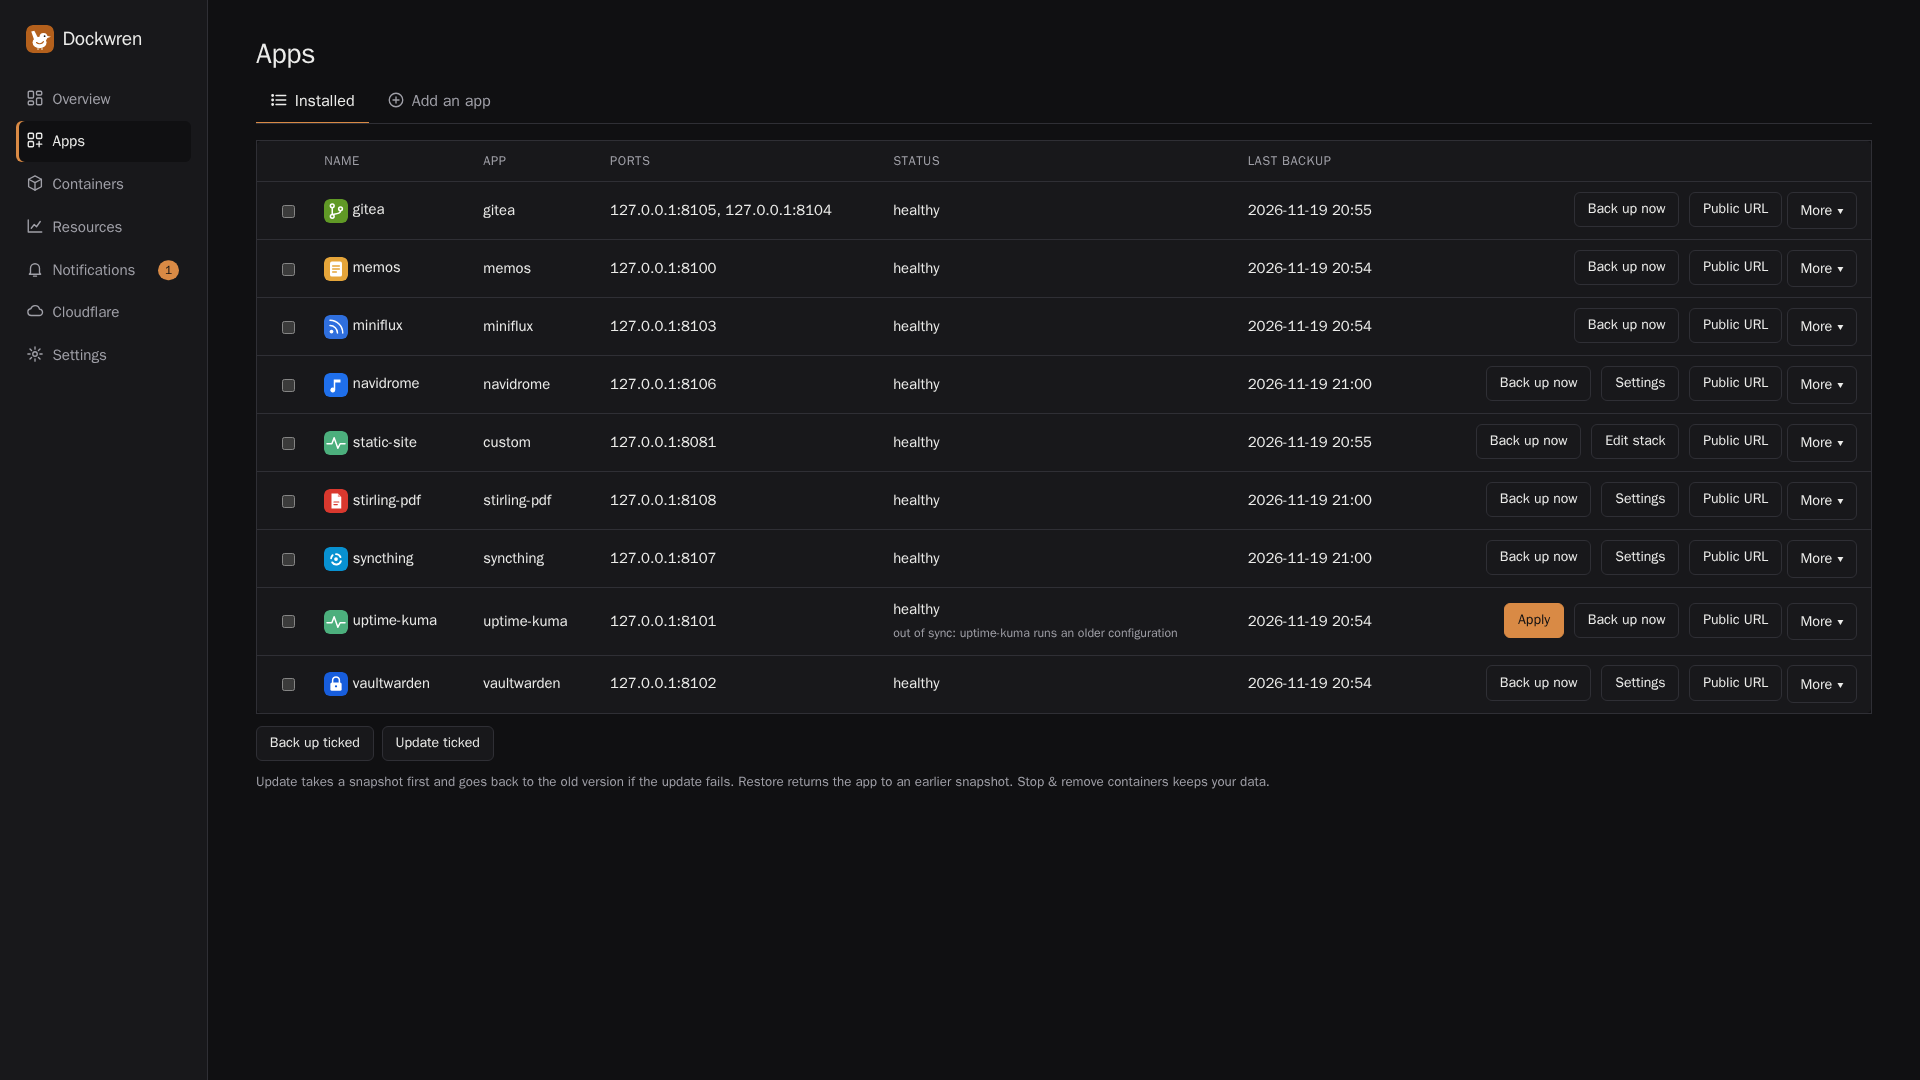 Dockwren
Overview
Apps
Containers
Resources
Notifications 1
Cloudflare
Settings
Apps
Installed Add an app
NAME APP PORTS STATUS LAST BACKUP
gitea gitea 127.0.0.1:8105, 127.0.0.1:8104 healthy 2026-11-19 20:55 Back up now Public URL More ▾
memos memos 127.0.0.1:8100 healthy 2026-11-19 20:54 Back up now Public URL More ▾
miniflux miniflux 127.0.0.1:8103 healthy 2026-11-19 20:54 Back up now Public URL More ▾
navidrome navidrome 127.0.0.1:8106 healthy 2026-11-19 21:00 Back up now Settings Public URL More ▾
static-site custom 127.0.0.1:8081 healthy 2026-11-19 20:55 Back up now Edit stack Public URL More ▾
stirling-pdf stirling-pdf 127.0.0.1:8108 healthy 2026-11-19 21:00 Back up now Settings Public URL More ▾
syncthing syncthing 127.0.0.1:8107 healthy 2026-11-19 21:00 Back up now Settings Public URL More ▾
uptime-kuma uptime-kuma 127.0.0.1:8101 healthy 2026-11-19 20:54 Apply Back up now Public URL More ▾
out of sync: uptime-kuma runs an older configuration
vaultwarden vaultwarden 127.0.0.1:8102 healthy 2026-11-19 20:54 Back up now Settings Public URL More ▾
Back up ticked Update ticked
Update takes a snapshot first and goes back to the old version if the update fails. Restore returns the app to an earlier snapshot. Stop & remove containers keeps your data.